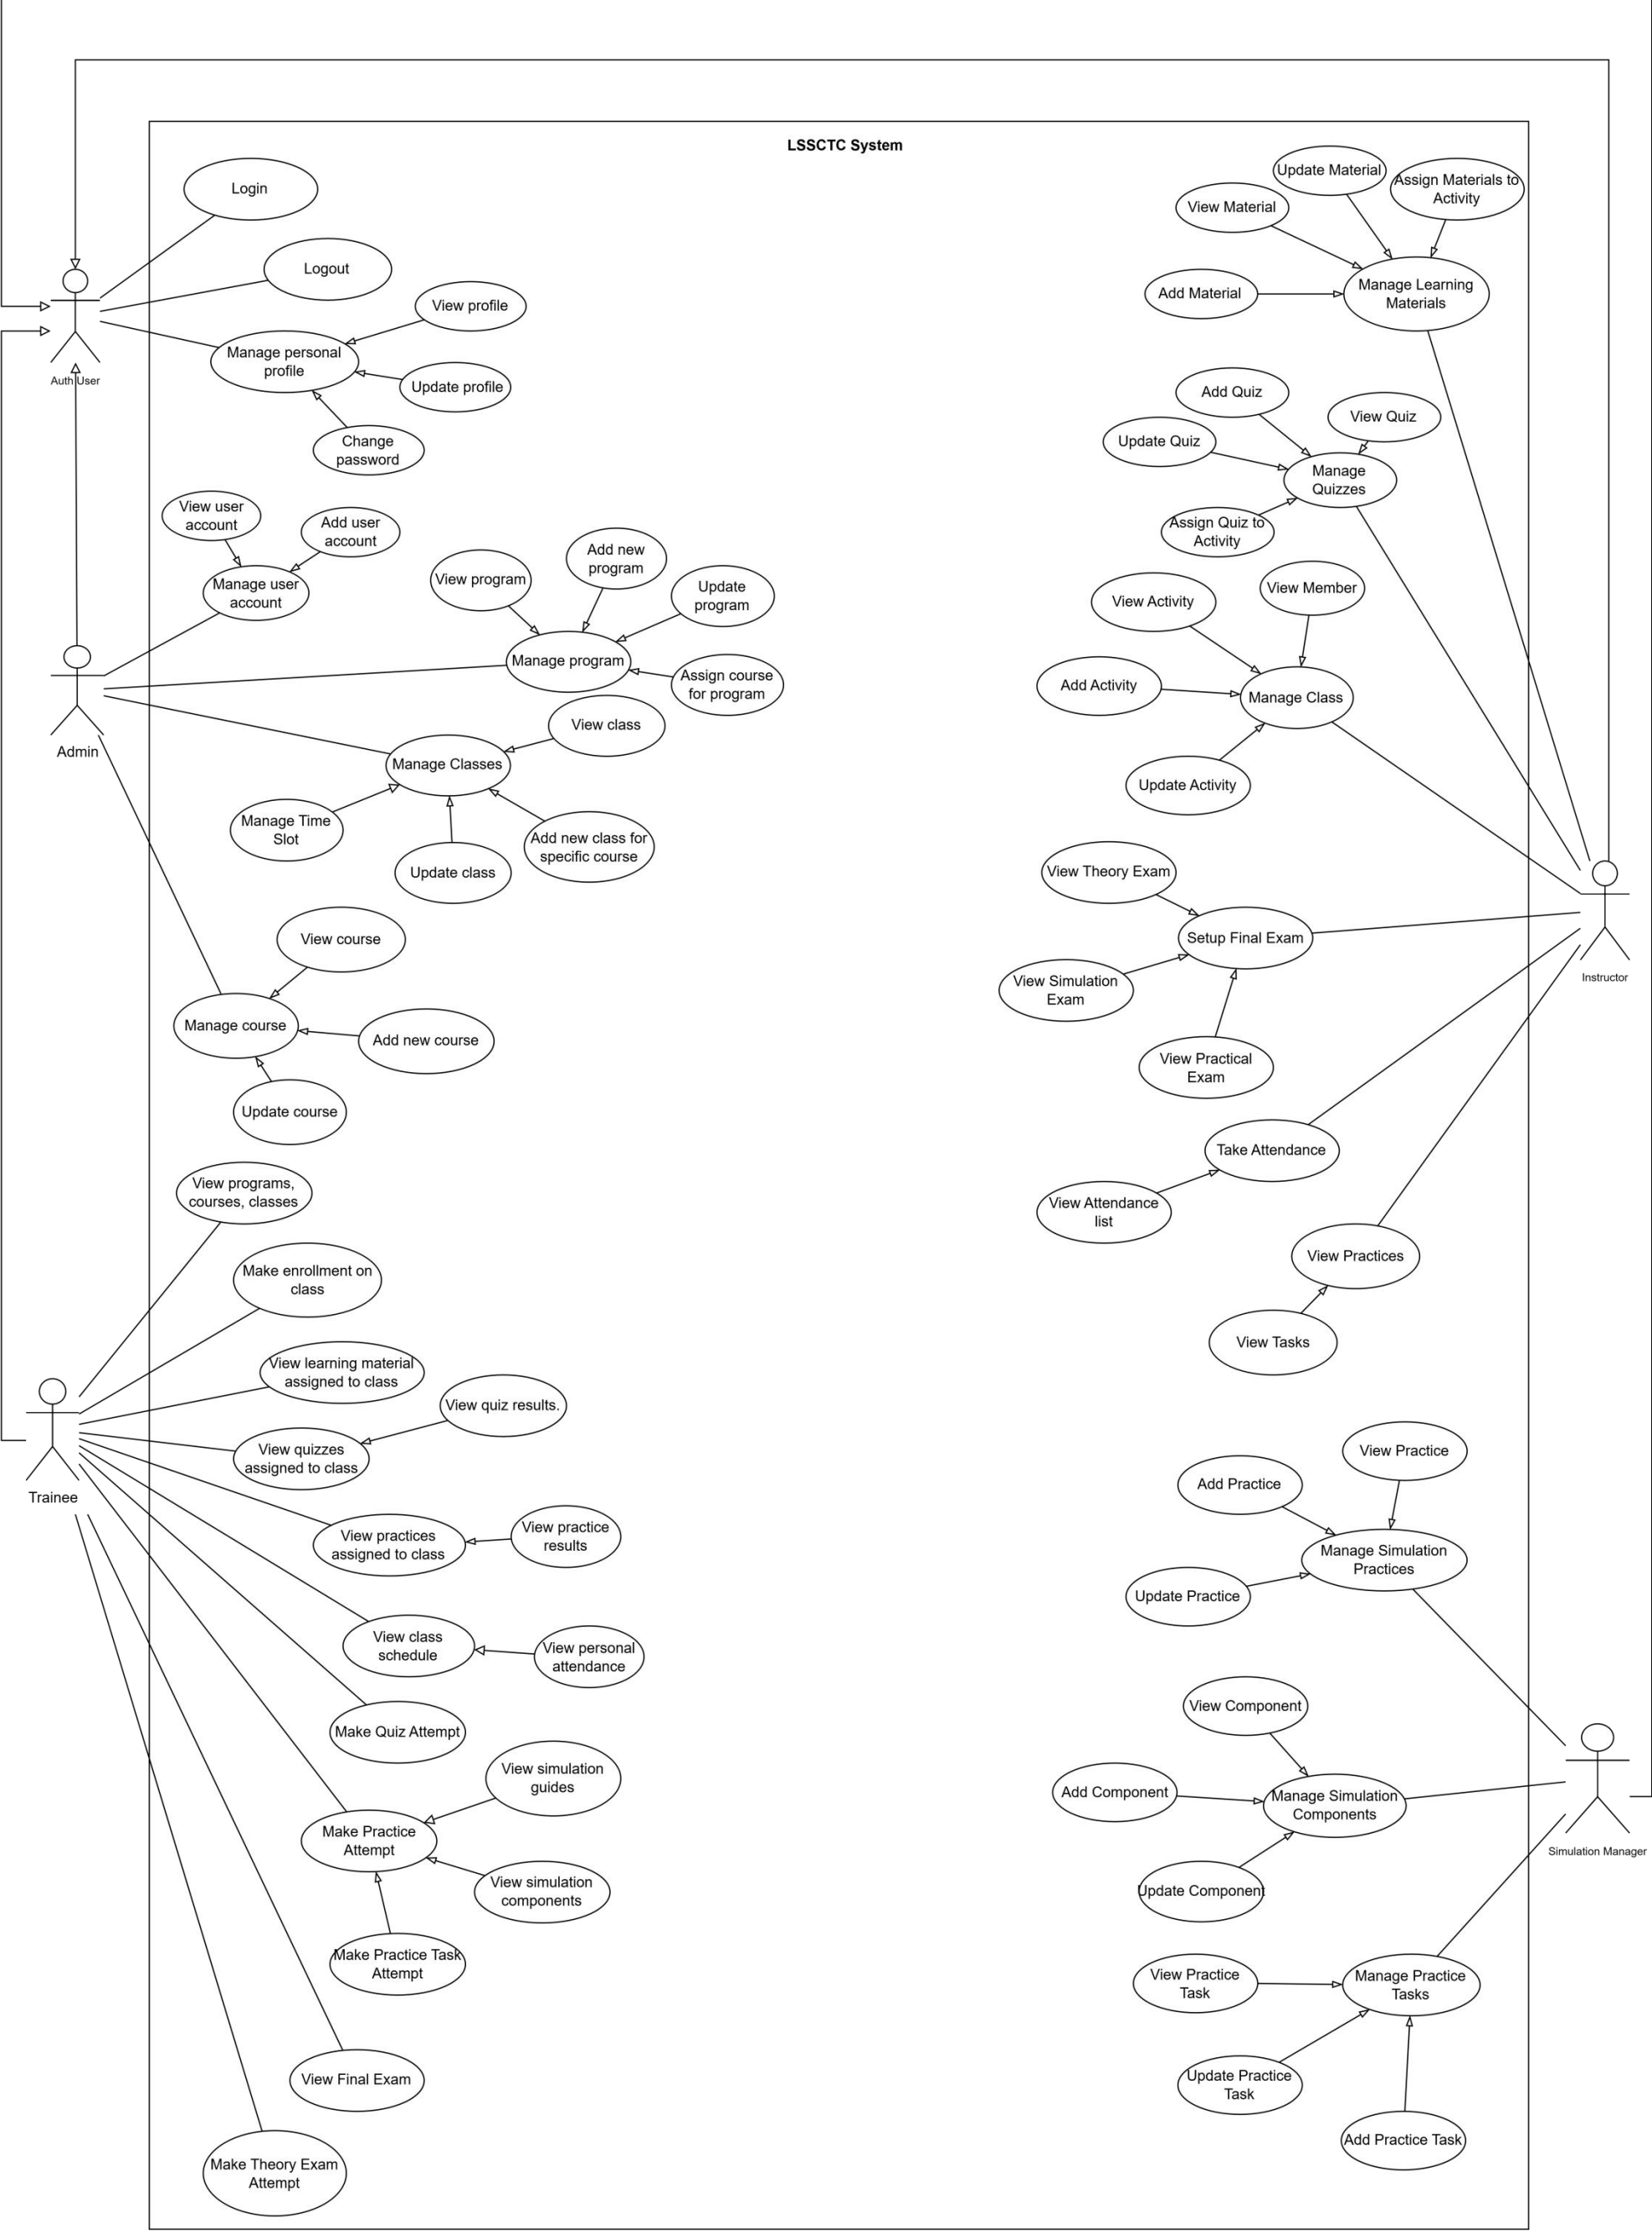 LSSCTC System
Login
Logout
View profile
Manage personal
profile
Update profile
Change
password
Auth User
View user
account
Add user
account
Manage user
account
View program
Add new
program
Update
program
Manage program
Assign course
for program
View class
Manage Classes
Manage Time
Slot
Update class
Add new class for
specific course
Admin
View course
Manage course
Add new course
Update course
View programs,
courses, classes
Make enrollment on
class
View learning material
assigned to class
View quiz results.
View quizzes
assigned to class
Trainee
View practices
assigned to class
View practice
results
View class
schedule
View personal
attendance
Make Quiz Attempt
View simulation
guides
Make Practice
Attempt
View simulation
components
Make Practice Task
Attempt
View Final Exam
Make Theory Exam
Attempt
Update Material
Assign Materials to
Activity
View Material
Add Material
Manage Learning
Materials
Add Quiz
View Quiz
Update Quiz
Manage
Quizzes
Assign Quiz to
Activity
View Activity
View Member
Add Activity
Manage Class
Update Activity
View Theory Exam
Setup Final Exam
View Simulation
Exam
View Practical
Exam
Instructor
Take Attendance
View Attendance
list
View Practices
View Tasks
View Practice
Add Practice
Manage Simulation
Practices
Update Practice
View Component
Add Component
Manage Simulation
Components
Update Component
Simulation Manager
View Practice
Task
Manage Practice
Tasks
Update Practice
Task
Add Practice Task